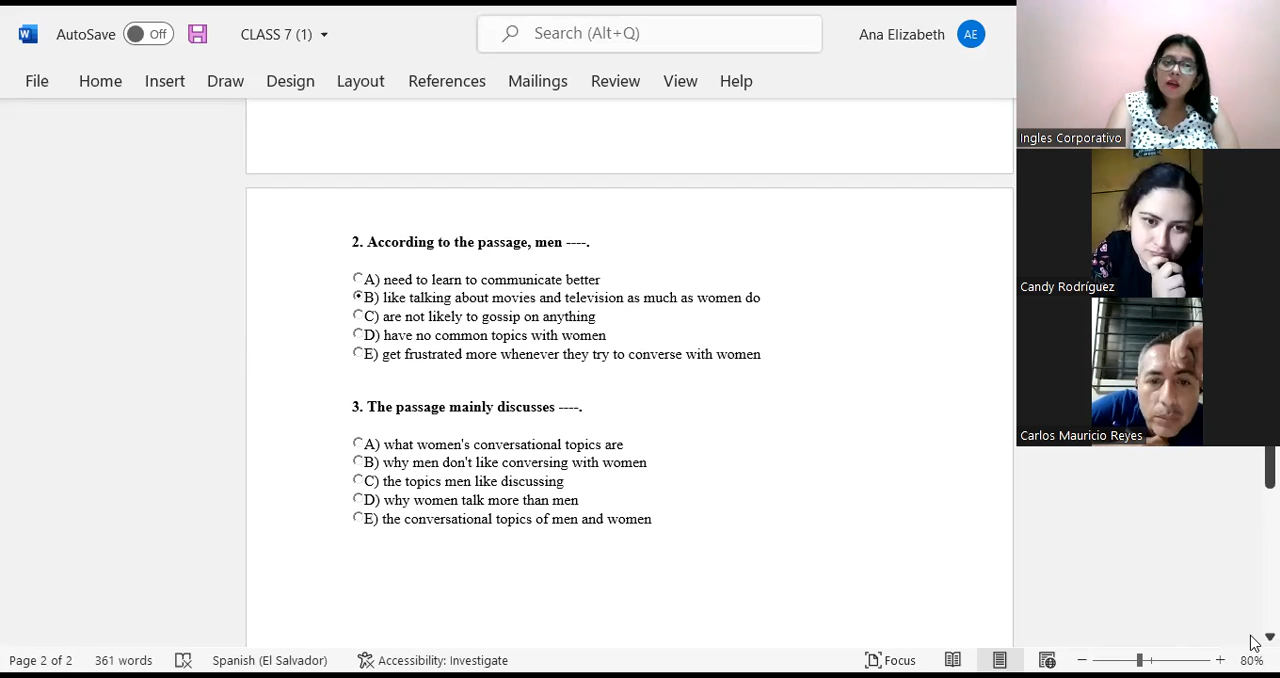 W
AutoSave
Off
CLASS 7 (1)
Search (Alt+Q)
Ana Elizabeth
AE
File
Home
Insert
Draw
Design
Layout
References
Mailings
Review
View
Help
Ingles Corporativo
Candy Rodríguez
Carlos Mauricio Reyes
2. According to the passage, men ----.
A) need to learn to communicate better
B) like talking about movies and television as much as women do
C) are not likely to gossip on anything
D) have no common topics with women
E) get frustrated more whenever they try to converse with women
3. The passage mainly discusses ----.
A) what women's conversational topics are
B) why men don't like conversing with women
C) the topics men like discussing
D) why women talk more than men
E) the conversational topics of men and women
Page 2 of 2
361 words
Spanish (El Salvador)
Accessibility: Investigate
Focus
80%